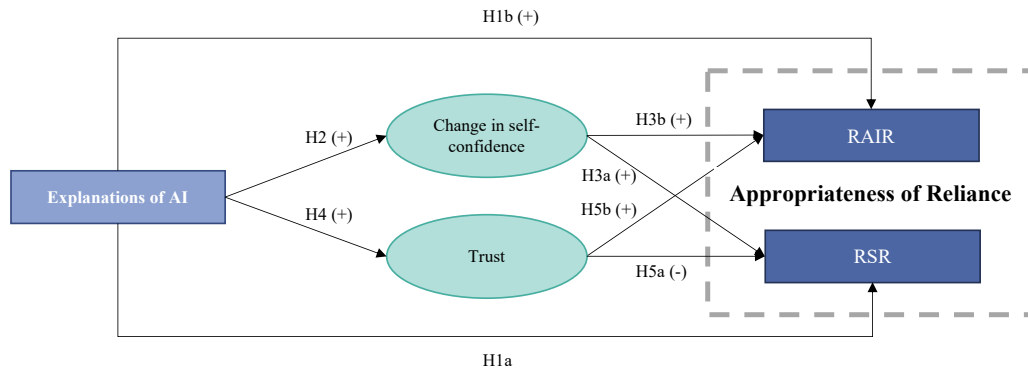 H1b (+)
Change in self-
confidence
H2 (+)
H3b (+)
RAIR
Explanations of AI
H3a (+)
Appropriateness of Reliance
H4 (+)
H5b (+)
Trust
H5a (-)
RSR
H1a